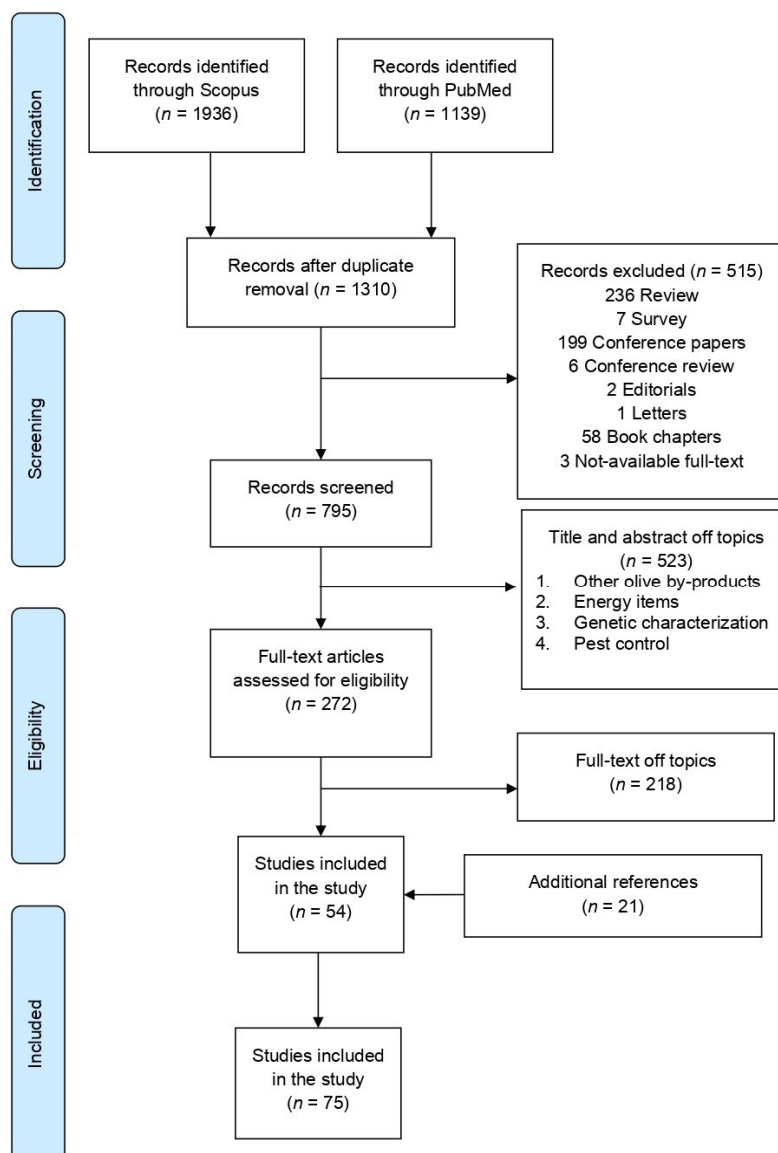 Identification
Records identified
through Scopus
(n = 1936)
Records identified
through PubMed
(n = 1139)
Records after duplicate
removal (n = 1310)
Records excluded (n = 515)
236 Review
7 Survey
199 Conference papers
6 Conference review
2 Editorials
1 Letters
58 Book chapters
3 Not-available full-text
Screening
Records screened
(n = 795)
Title and abstract off topics
(n = 523)
1. Other olive by-products
2. Energy items
3. Genetic characterization
4. Pest control
Eligibility
Full-text articles
assessed for eligibility
(n = 272)
Full-text off topics
(n = 218)
Studies included
in the study
(n = 54)
Additional references
(n = 21)
Included
Studies included
in the study
(n = 75)